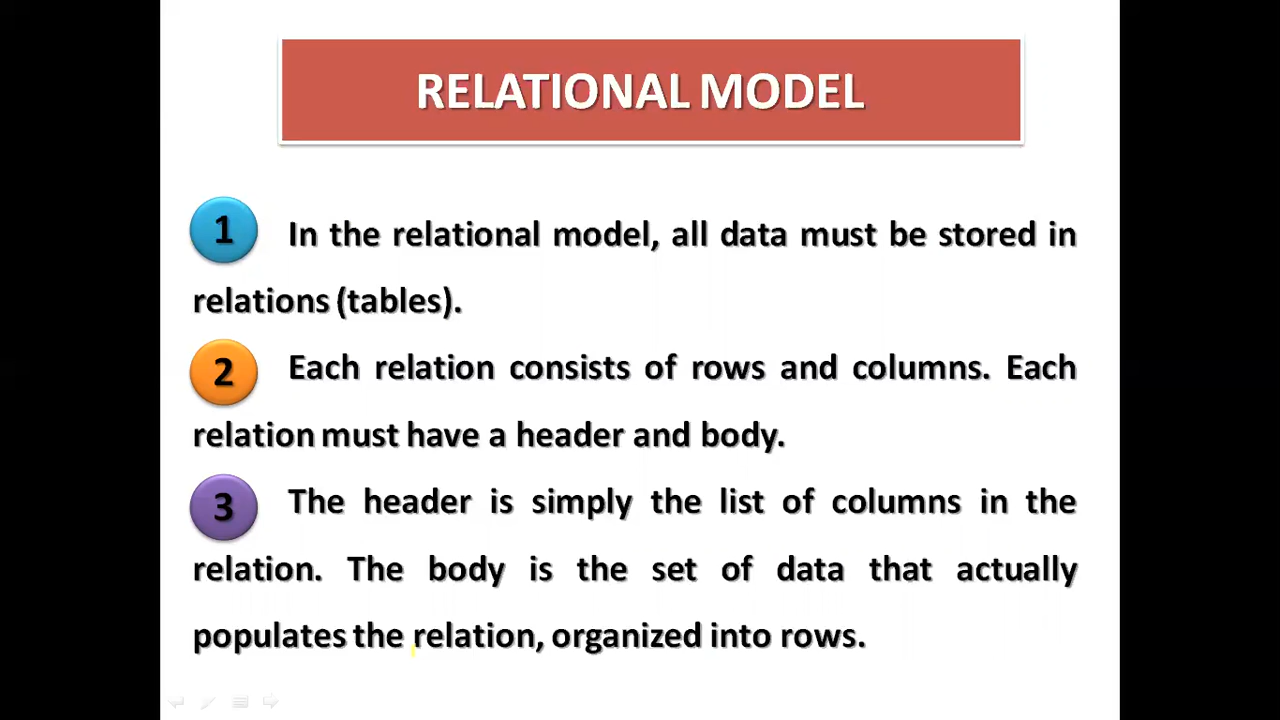 RELATIONAL MODEL
1 In the relational model, all data must be stored in
relations (tables).
2 Each relation consists of rows and columns. Each
relation must have a header and body.
3 The header is simply the list of columns in the
relation. The body is the set of data that actually
populates the relation, organized into rows.